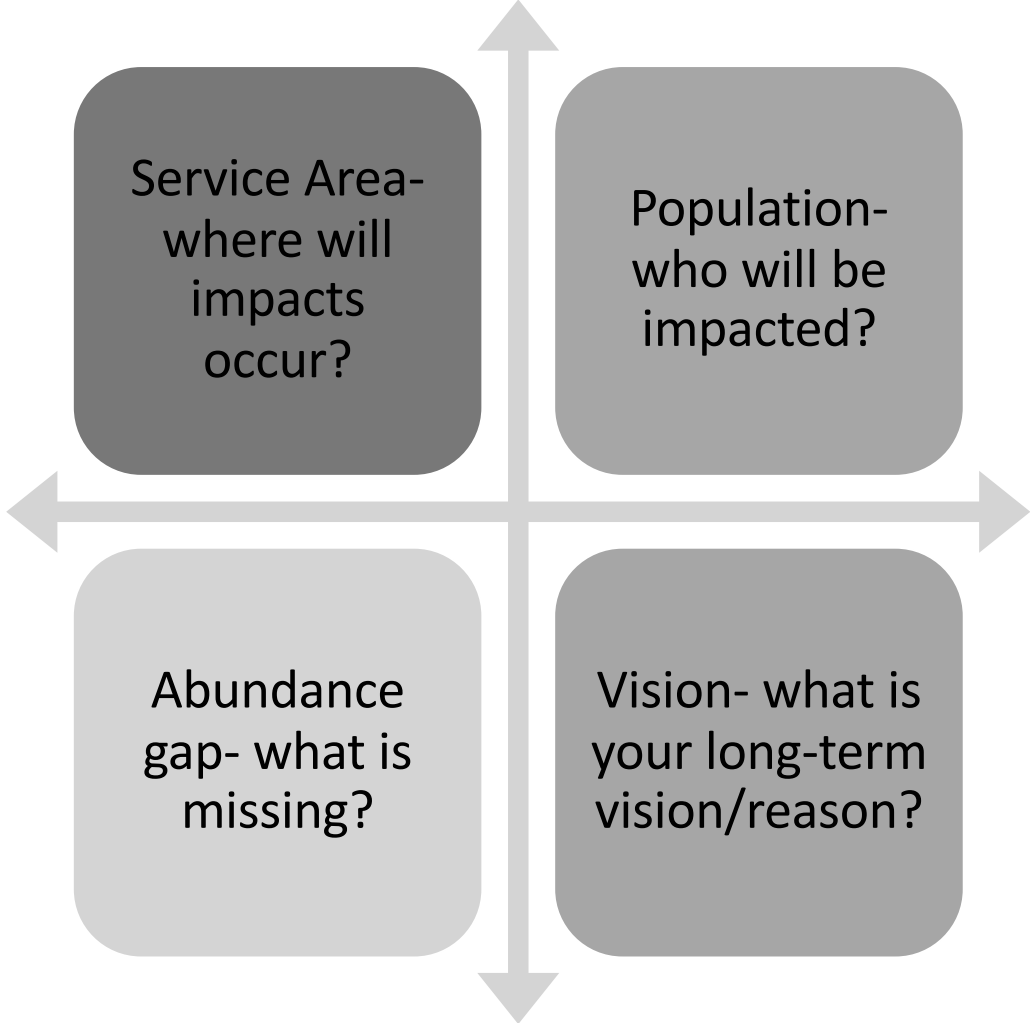 Service Area-
where will
impacts
occur?
Population-
who will be
impacted?
Abundance
gap- what is
missing?
Vision- what is
your long-term
vision/reason?